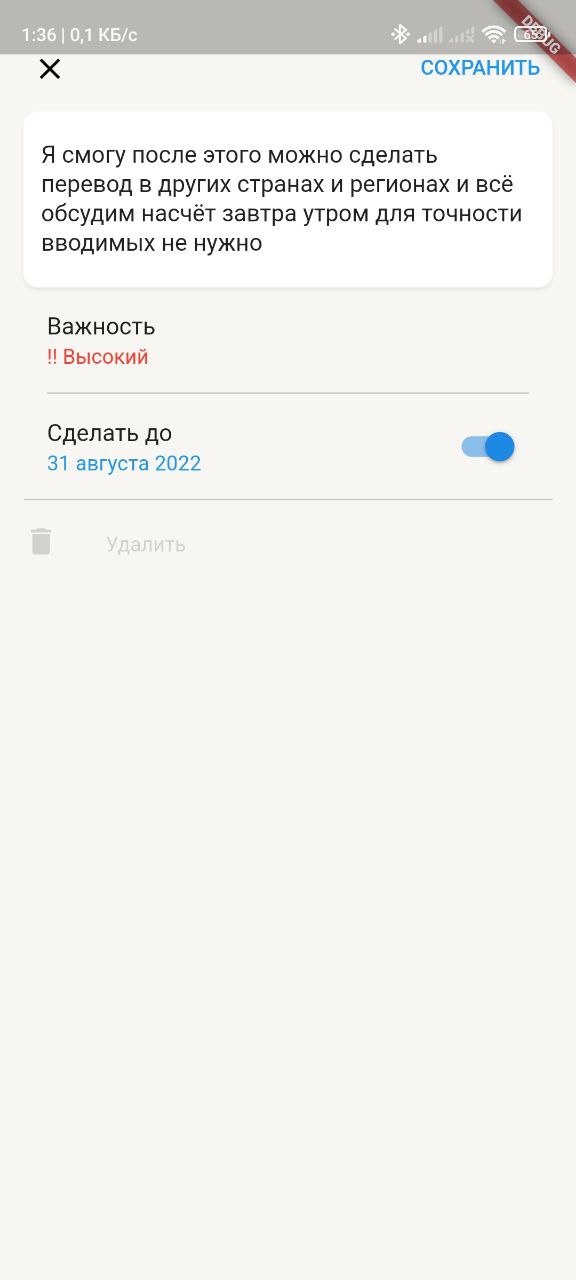 1:36 | 0,1 КБ/с
65
DEBUG
СОХРАНИТЬ
Я смогу после этого можно сделать
перевод в других странах и регионах и всё
обсудим насчёт завтра утром для точности
вводимых не нужно
Важность
!! Высокий
Сделать до
31 августа 2022
Удалить